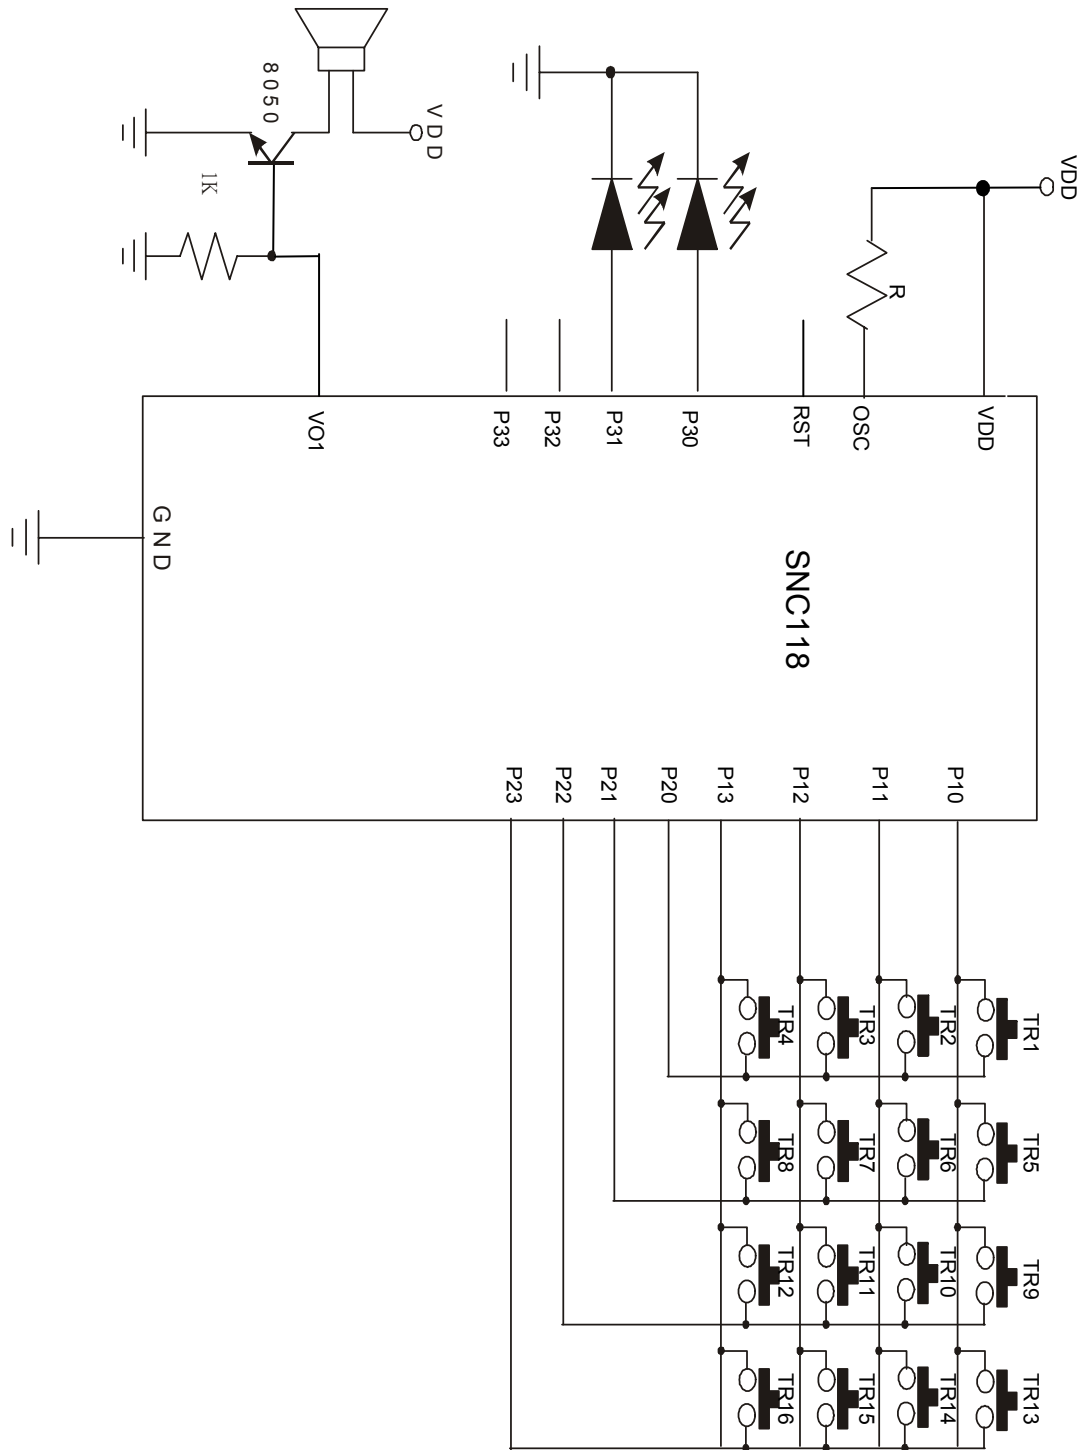 VDD
8050
VDD
1K
R
VO1
P33
P32
P31
P30
RST
OSC
VDD
GND
SNC118
P23
P22
P21
P20
P13
P12
P11
P10
TR4
TR3
TR2
TR1
TR8
TR7
TR6
TR5
TR12
TR11
TR10
TR9
TR16
TR15
TR14
TR13